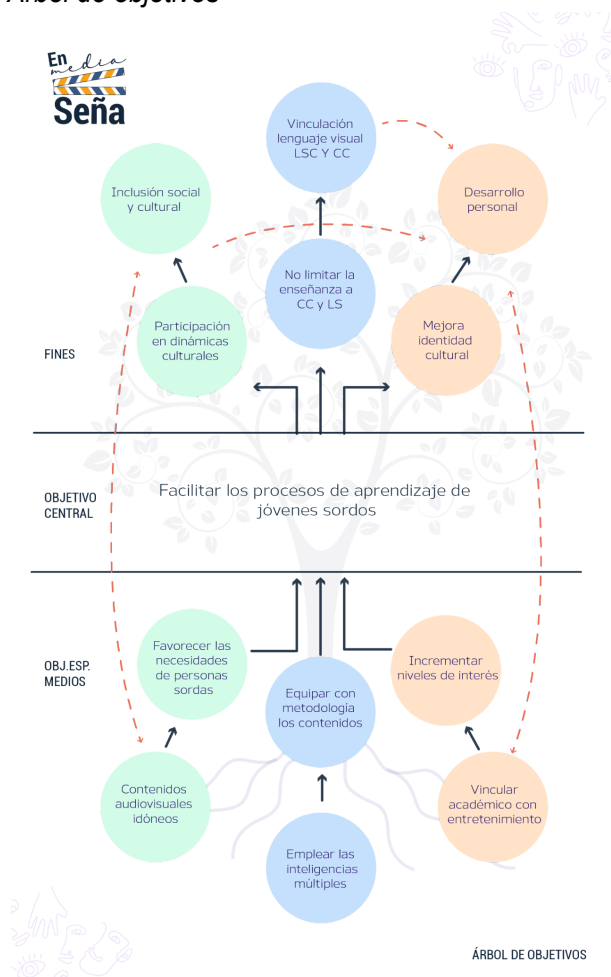 Árbol de objetivos
En
media
Seña
Vinculación
lenguaje visual
LSC Y CC
Inclusión social
y cultural
Desarrollo
personal
No limitar la
enseñanza a
CC y LS
Participación
en dinámicas
culturales
Mejora
identidad
cultural
FINES
OBJETIVO
CENTRAL
Facilitar los procesos de aprendizaje de
jóvenes sordos
Favorecer las
necesidades
de personas
sordas
OBJ.ESP.
MEDIOS
Incrementar
niveles de interés
Equipar con
metodología
los contenidos
Contenidos
audiovisuales
idóneos
Vincular
académico con
entretenimiento
Emplear las
inteligencias
múltiples
ÁRBOL DE OBJETIVOS